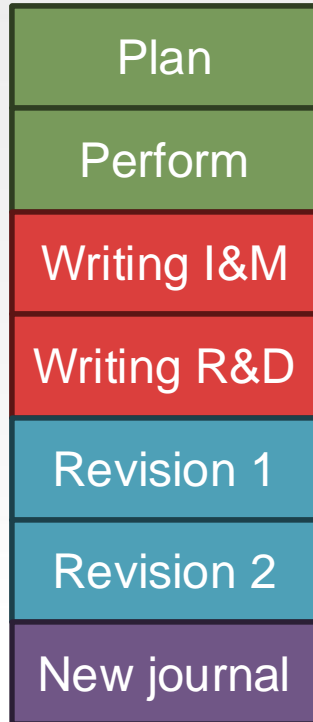 Plan
Perform
Writing I&M
Writing R&D
Revision 1
Revision 2
New journal